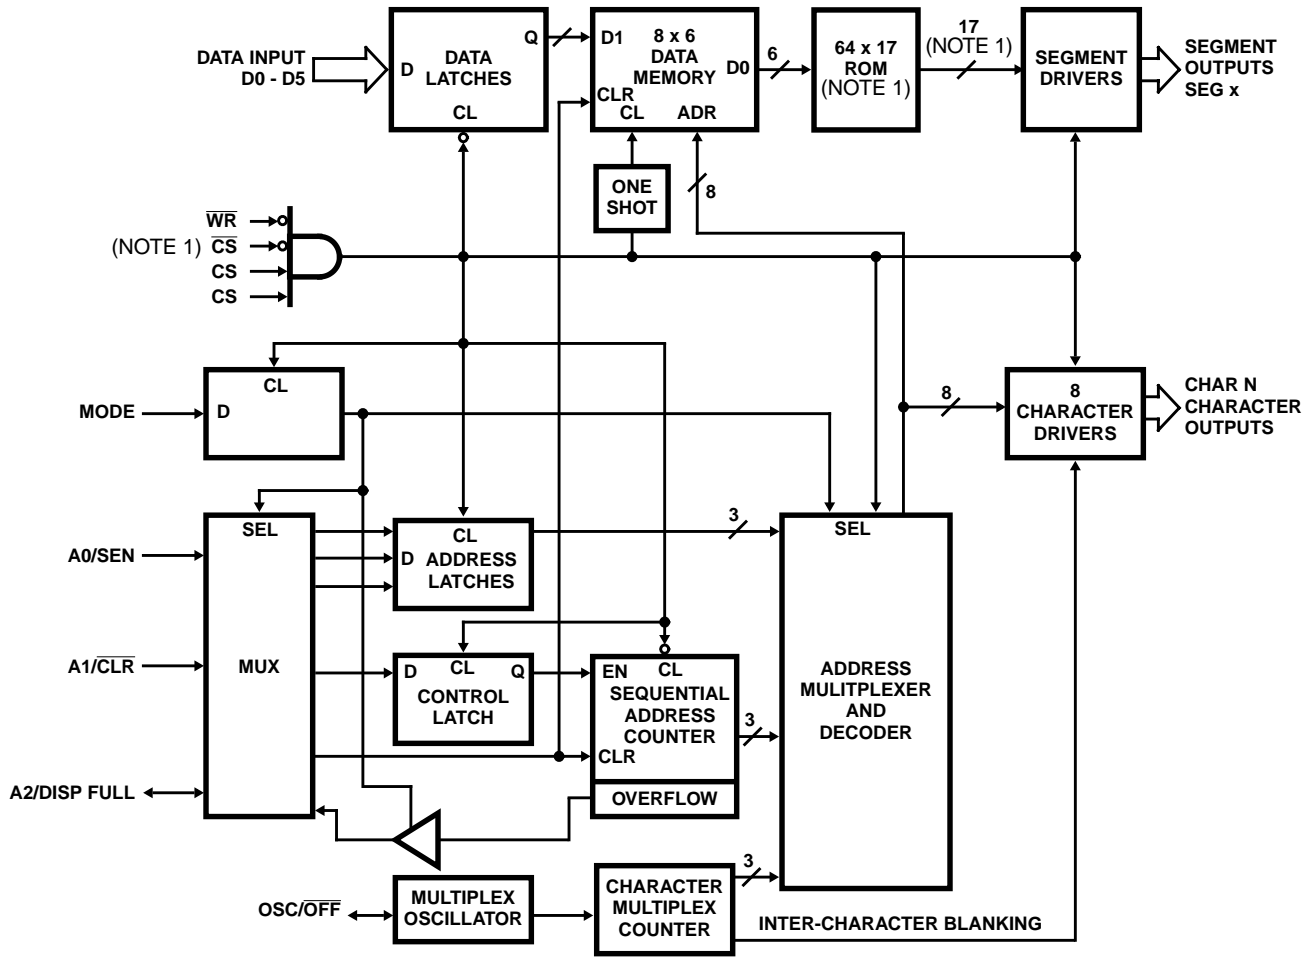 DATA INPUT
D0 - D5
D
DATA
LATCHES
Q
CL
D1
8 x 6
DATA
MEMORY
D0
CLR
CL
ADR
6
64 x 17
ROM
(NOTE 1)
17
(NOTE 1)
SEGMENT
DRIVERS
SEGMENT
OUTPUTS
SEG x
ONE
SHOT
8
W̅R̅
(NOTE 1) C̅S̅
CS
CS
MODE
CL
D
8
8
CHARACTER
DRIVERS
CHAR N
CHARACTER
OUTPUTS
A0/SEN
SEL
MUX
CL
D
ADDRESS
LATCHES
3
SEL
ADDRESS
MULITPLEXER
AND
DECODER
A1/C̅L̅R̅
D
CL
Q
CONTROL
LATCH
EN
CL
SEQUENTIAL
ADDRESS
COUNTER
CLR
3
OVERFLOW
A2/DISP FULL
OSC/O̅F̅F̅
MULTIPLEX
OSCILLATOR
CHARACTER
MULTIPLEX
COUNTER
3
INTER-CHARACTER BLANKING